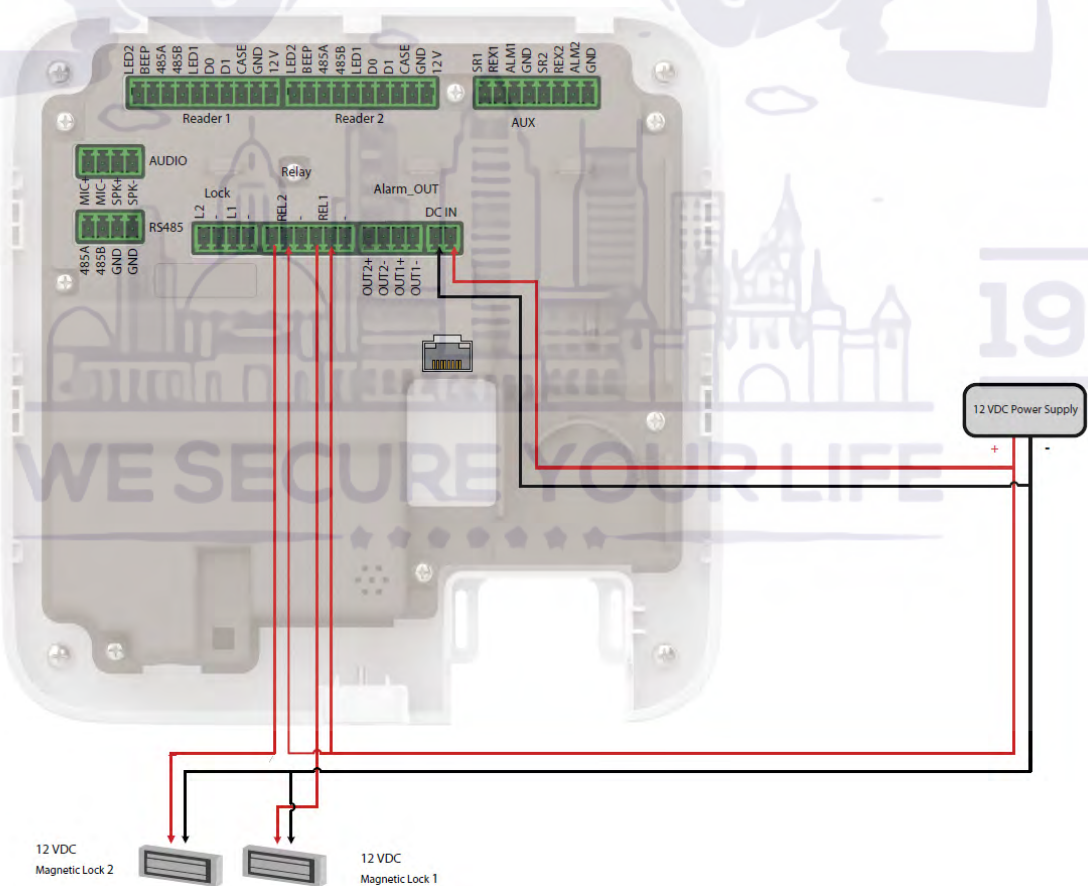 LED2 BEEP 485A 485B LED1 D0 D1 CASE GND 12 V LED2 BEEP 485A 485B LED1 D0 D1 CASE GND 12 V
SR1 REX1 ALM1 GND SR2 REX2 ALM2 GND
Reader 1
Reader 2
AUX
AUDIO
MIC+ MIC- SPK+ SPK-
RS485
485A 485B GND GND
Relay
Lock
Alarm_OUT
L2 - L1 - REL2 - REL1 -
DC IN
OUT2+ OUT2- OUT1+ OUT1-
19
12 VDC Power Supply
+ -
WE SECURE YOUR LIFE
12 VDC
Magnetic Lock 2
12 VDC
Magnetic Lock 1